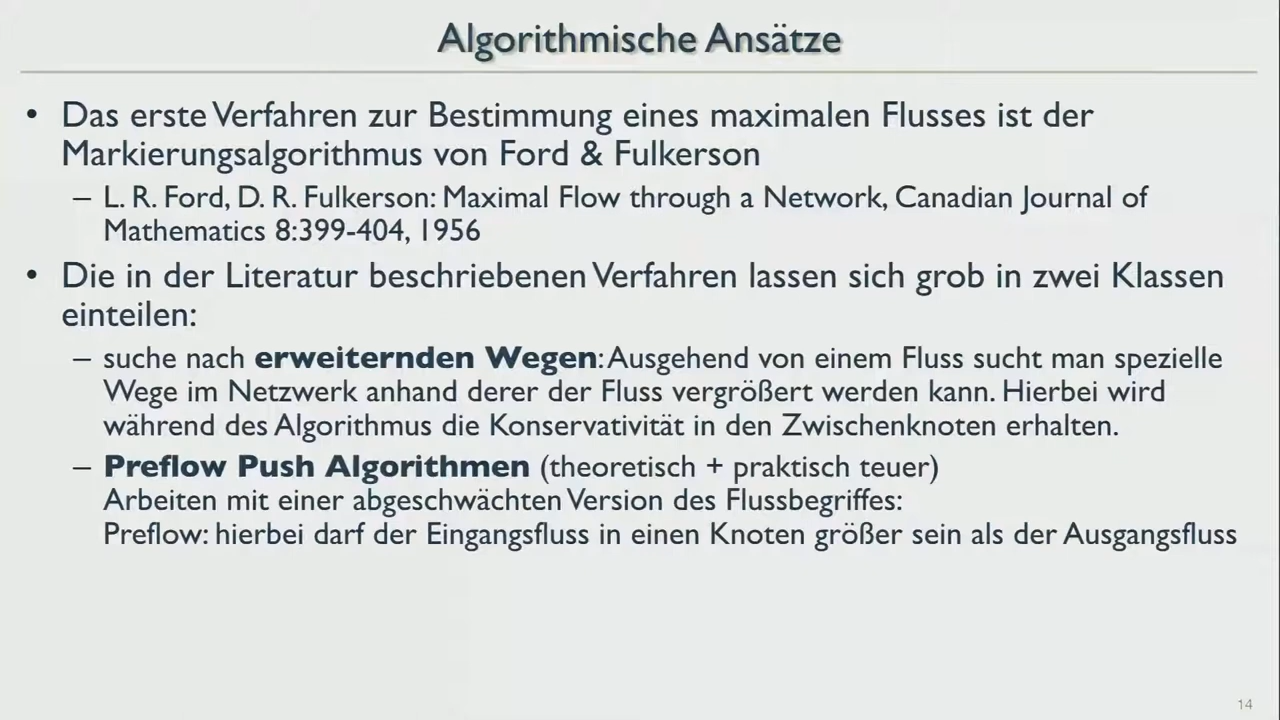 Algorithmische Ansätze
• Das erste Verfahren zur Bestimmung eines maximalen Flusses ist der
Markierungsalgorithmus von Ford & Fulkerson
– L. R. Ford, D. R. Fulkerson: Maximal Flow through a Network, Canadian Journal of
Mathematics 8:399-404, 1956
• Die in der Literatur beschriebenen Verfahren lassen sich grob in zwei Klassen
einteilen:
– suche nach erweiternden Wegen: Ausgehend von einem Fluss sucht man spezielle
Wege im Netzwerk anhand derer der Fluss vergrößert werden kann. Hierbei wird
während des Algorithmus die Konservativität in den Zwischenknoten erhalten.
– Preflow Push Algorithmen (theoretisch + praktisch teuer)
Arbeiten mit einer abgeschwächten Version des Flussbegriffes:
Preflow: hierbei darf der Eingangsfluss in einen Knoten größer sein als der Ausgangsfluss
14